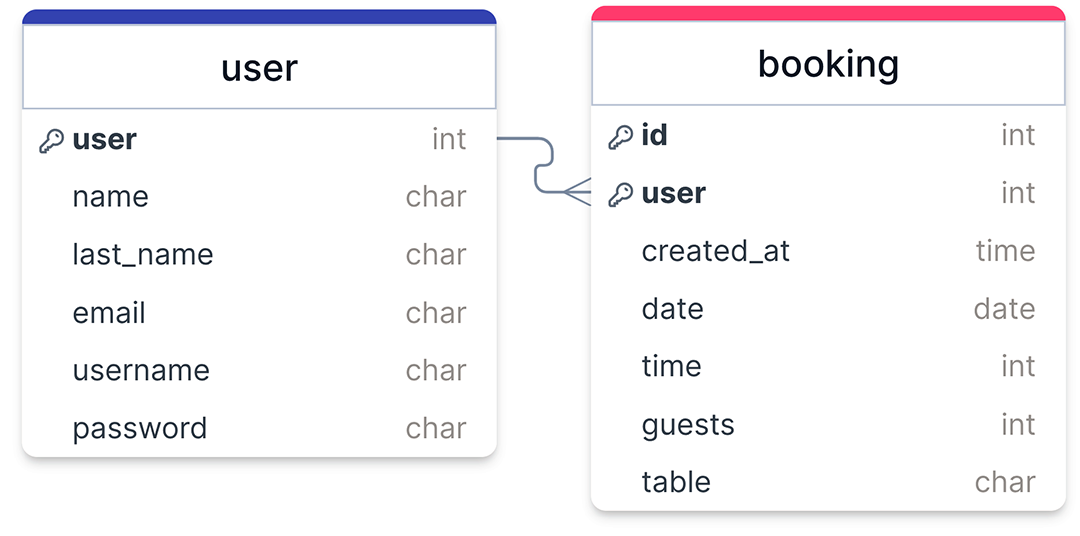 user
user int
name char
last_name char
email char
username char
password char
booking
id int
user int
created_at time
date date
time int
guests int
table char